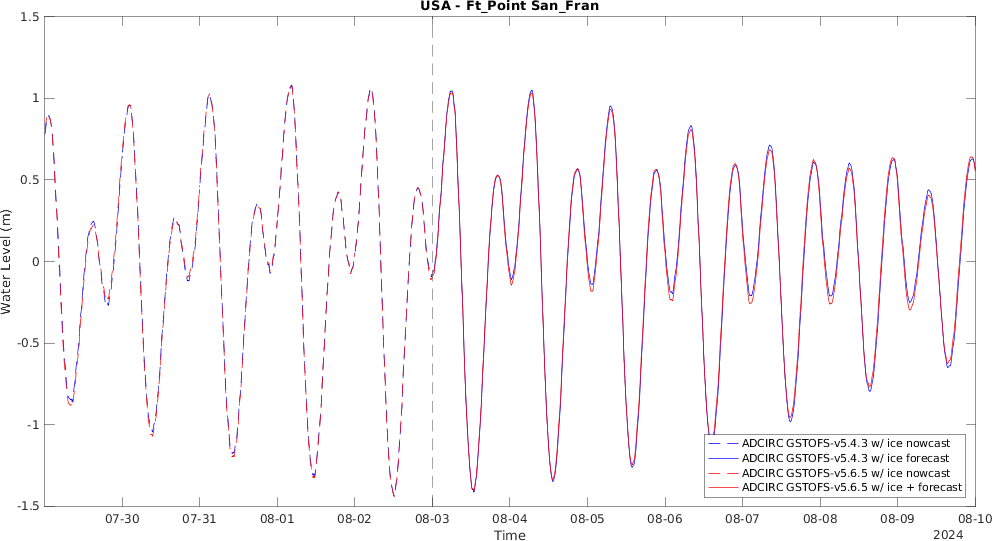 USA - Ft_Point San_Fran
1.5
1
0.5
0
-0.5
-1
-1.5
Water Level (m)
ADCIRC GSTOFS-v5.4.3 w/ ice nowcast
ADCIRC GSTOFS-v5.4.3 w/ ice forecast
ADCIRC GSTOFS-v5.6.5 w/ ice nowcast
ADCIRC GSTOFS-v5.6.5 w/ ice + forecast
07-30 07-31 08-01 08-02 08-03 08-04 08-05 08-06 08-07 08-08 08-09 08-10
Time
2024